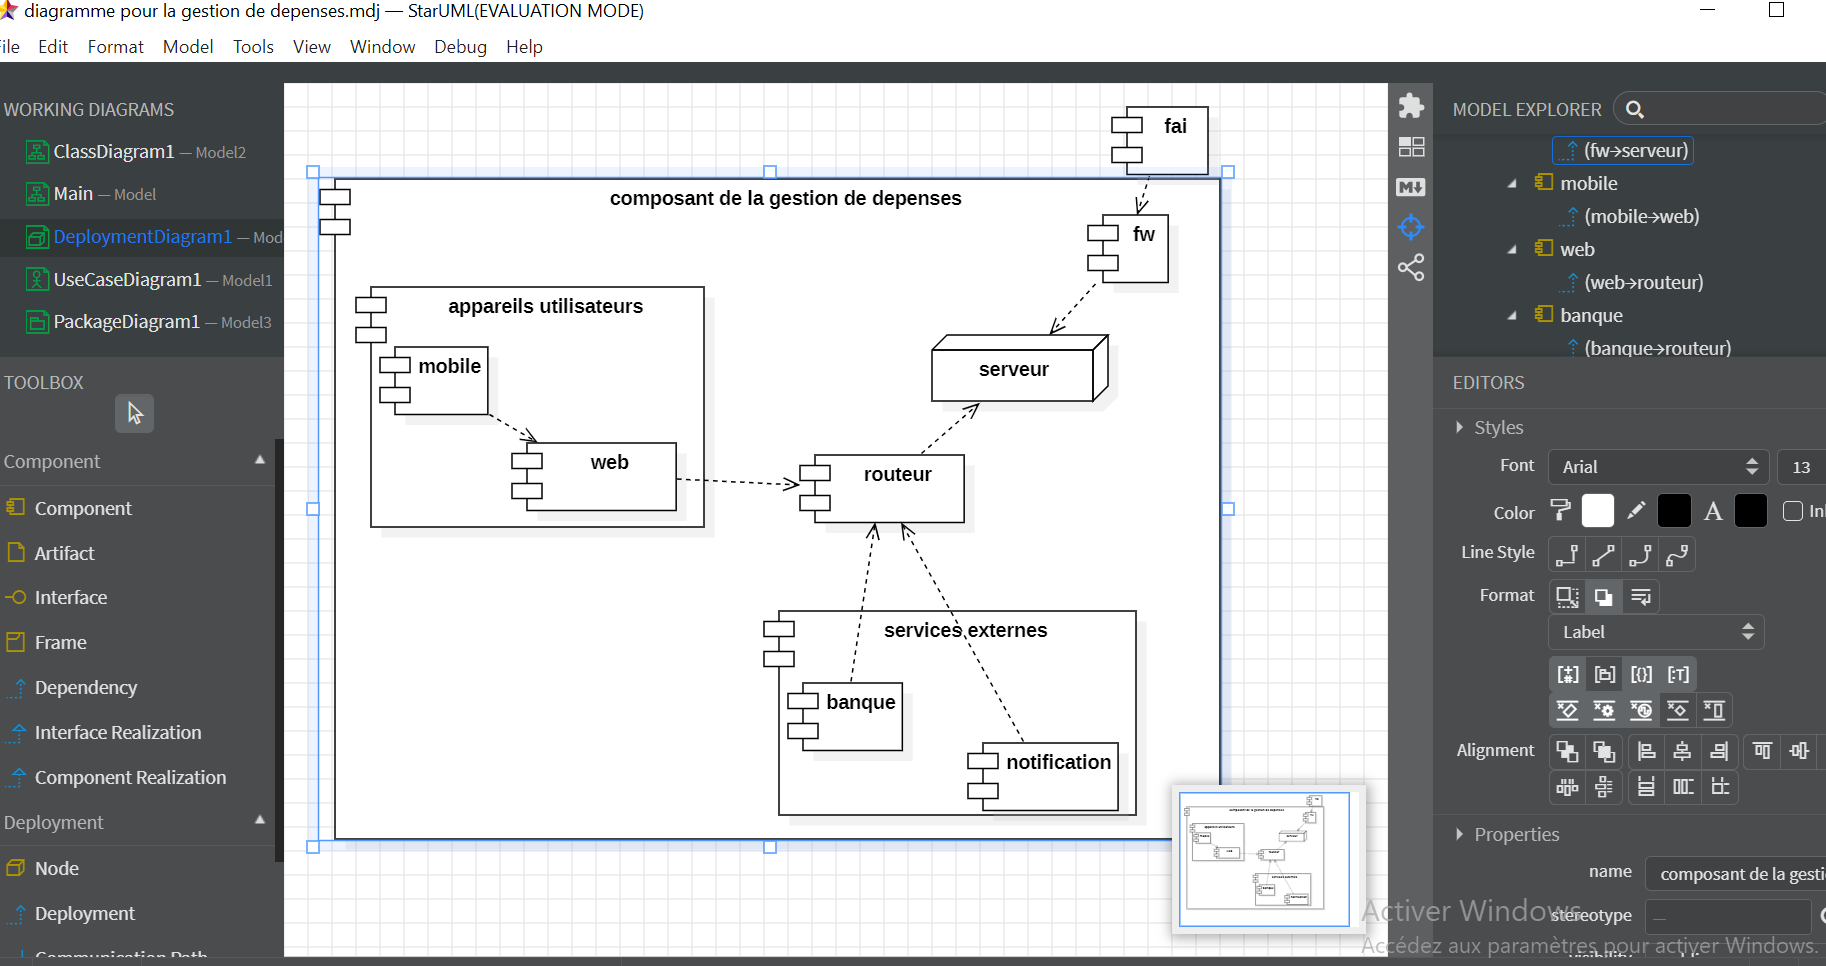 diagramme pour la gestion de depenses.mdj — StarUML(EVALUATION MODE)
ile Edit Format Model Tools View Window Debug Help
WORKING DIAGRAMS
ClassDiagram1 — Model2
Main — Model
DeploymentDiagram1 — Mod
UseCaseDiagram1 — Model1
PackageDiagram1 — Model3
TOOLBOX
Component
Component
Artifact
Interface
Frame
Dependency
Interface Realization
Component Realization
Deployment
Node
Deployment
Communication Path
fai
composant de la gestion de depenses
fw
appareils utilisateurs
serveur
mobile
web
routeur
services externes
banque
notification
MODEL EXPLORER
(fw→serveur)
mobile
(mobile→web)
web
(web→routeur)
banque
(banque→routeur)
EDITORS
Styles
Font Arial 13
Color A
Line Style
Format
Label
Alignment
Properties
name composant de la gesti
stereotype —
visibility
Activer Windows
Accédez aux paramètres pour activer Windows.